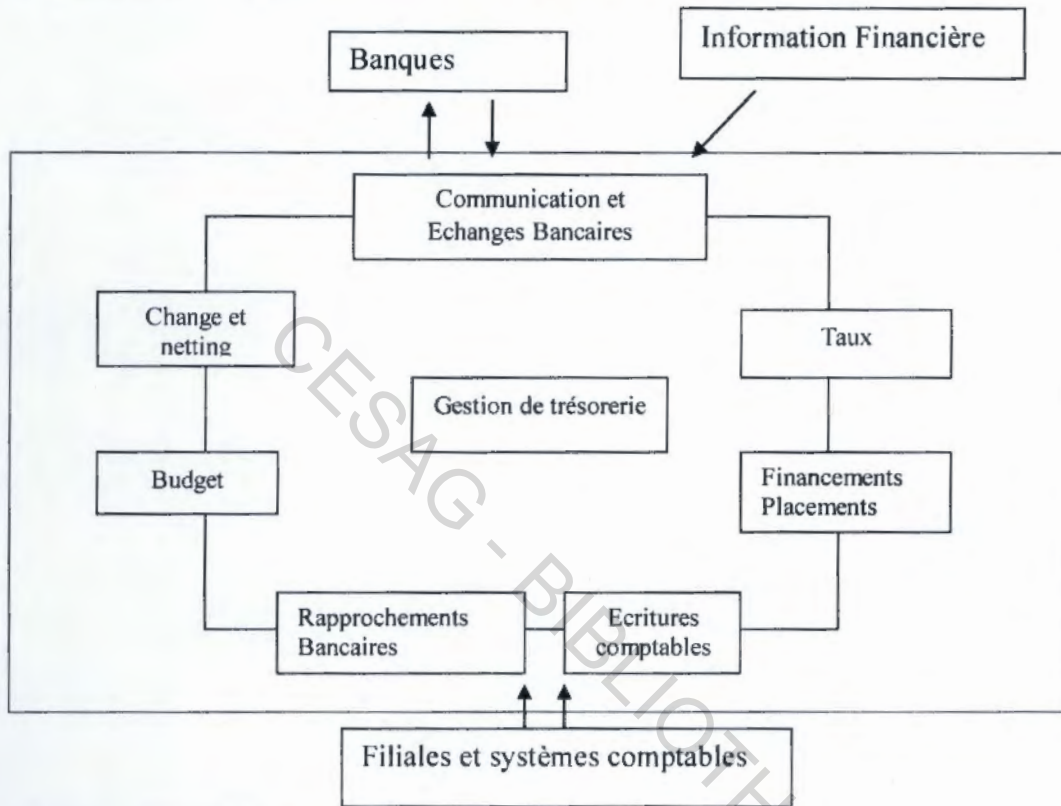 Banques
Information Financière
Communication et
Echanges Bancaires
Change et
netting
Taux
Gestion de trésorerie
Budget
Financements
Placements
Rapprochements
Bancaires
Ecritures
comptables
Filiales et systèmes comptables
CESAG - BIBLIOTH